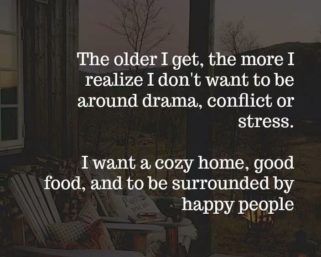 The older I get, the more I
realize I don't want to be
around drama, conflict or
stress.
I want a cozy home, good
food, and to be surrounded by
happy people